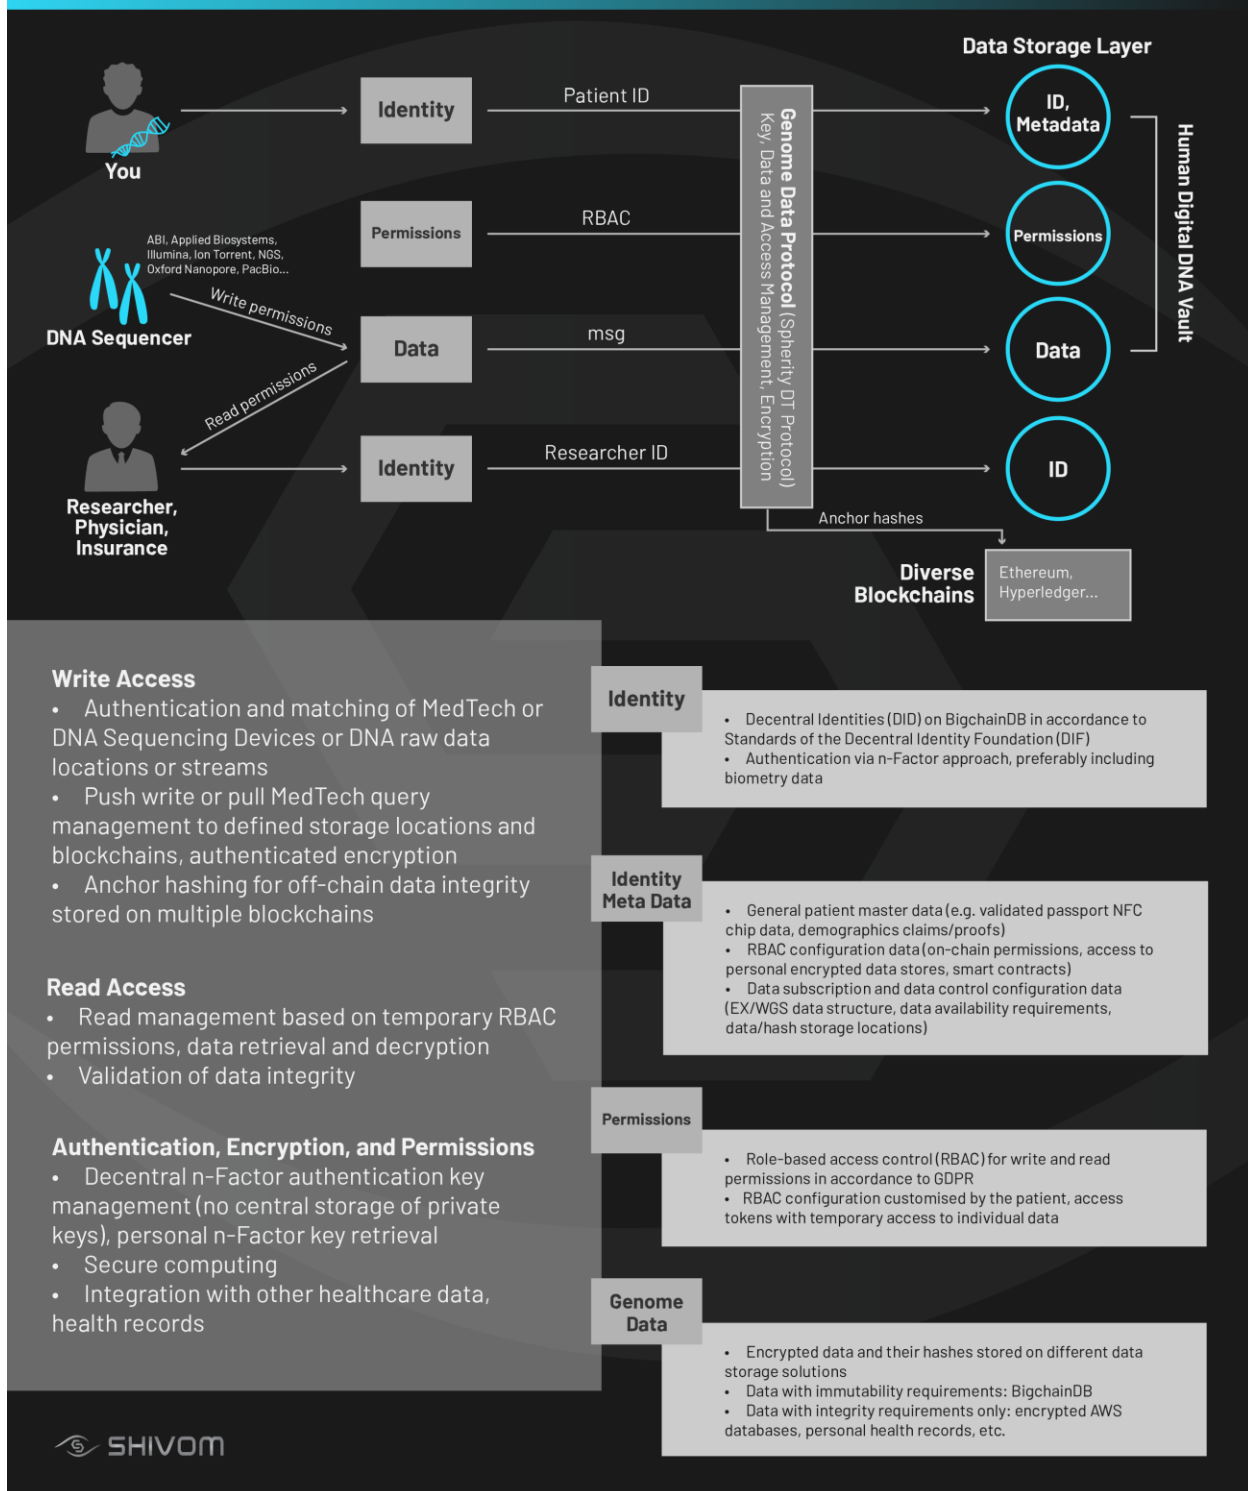 Data Storage Layer
You
Identity
Patient ID
ID,
Metadata
Permissions
RBAC
Permissions
ABI, Applied Biosystems,
Illumina, Ion Torrent, NGS,
Oxford Nanopore, PacBio...
DNA Sequencer
Write permissions
Data
msg
Data
Read permissions
Researcher,
Physician,
Insurance
Identity
Researcher ID
ID
Genome Data Protocol (Spherity DT Protocol)
Key, Data and Access Management, Encryption
Human Digital DNA Vault
Anchor hashes
Diverse
Blockchains
Ethereum,
Hyperledger...
Write Access
• Authentication and matching of MedTech or
DNA Sequencing Devices or DNA raw data
locations or streams
• Push write or pull MedTech query
management to defined storage locations and
blockchains, authenticated encryption
• Anchor hashing for off-chain data integrity
stored on multiple blockchains
Read Access
• Read management based on temporary RBAC
permissions, data retrieval and decryption
• Validation of data integrity
Authentication, Encryption, and Permissions
• Decentral n-Factor authentication key
management (no central storage of private
keys), personal n-Factor key retrieval
• Secure computing
• Integration with other healthcare data,
health records
Identity
• Decentral Identities (DID) on BigchainDB in accordance to
Standards of the Decentral Identity Foundation (DIF)
• Authentication via n-Factor approach, preferably including
biometry data
Identity
Meta Data
• General patient master data (e.g. validated passport NFC
chip data, demographics claims/proofs)
• RBAC configuration data (on-chain permissions, access to
personal encrypted data stores, smart contracts)
• Data subscription and data control configuration data
(EX/WGS data structure, data availability requirements,
data/hash storage locations)
Permissions
• Role-based access control (RBAC) for write and read
permissions in accordance to GDPR
• RBAC configuration customised by the patient, access
tokens with temporary access to individual data
Genome
Data
• Encrypted data and their hashes stored on different data
storage solutions
• Data with immutability requirements: BigchainDB
• Data with integrity requirements only: encrypted AWS
databases, personal health records, etc.
SHIVOM